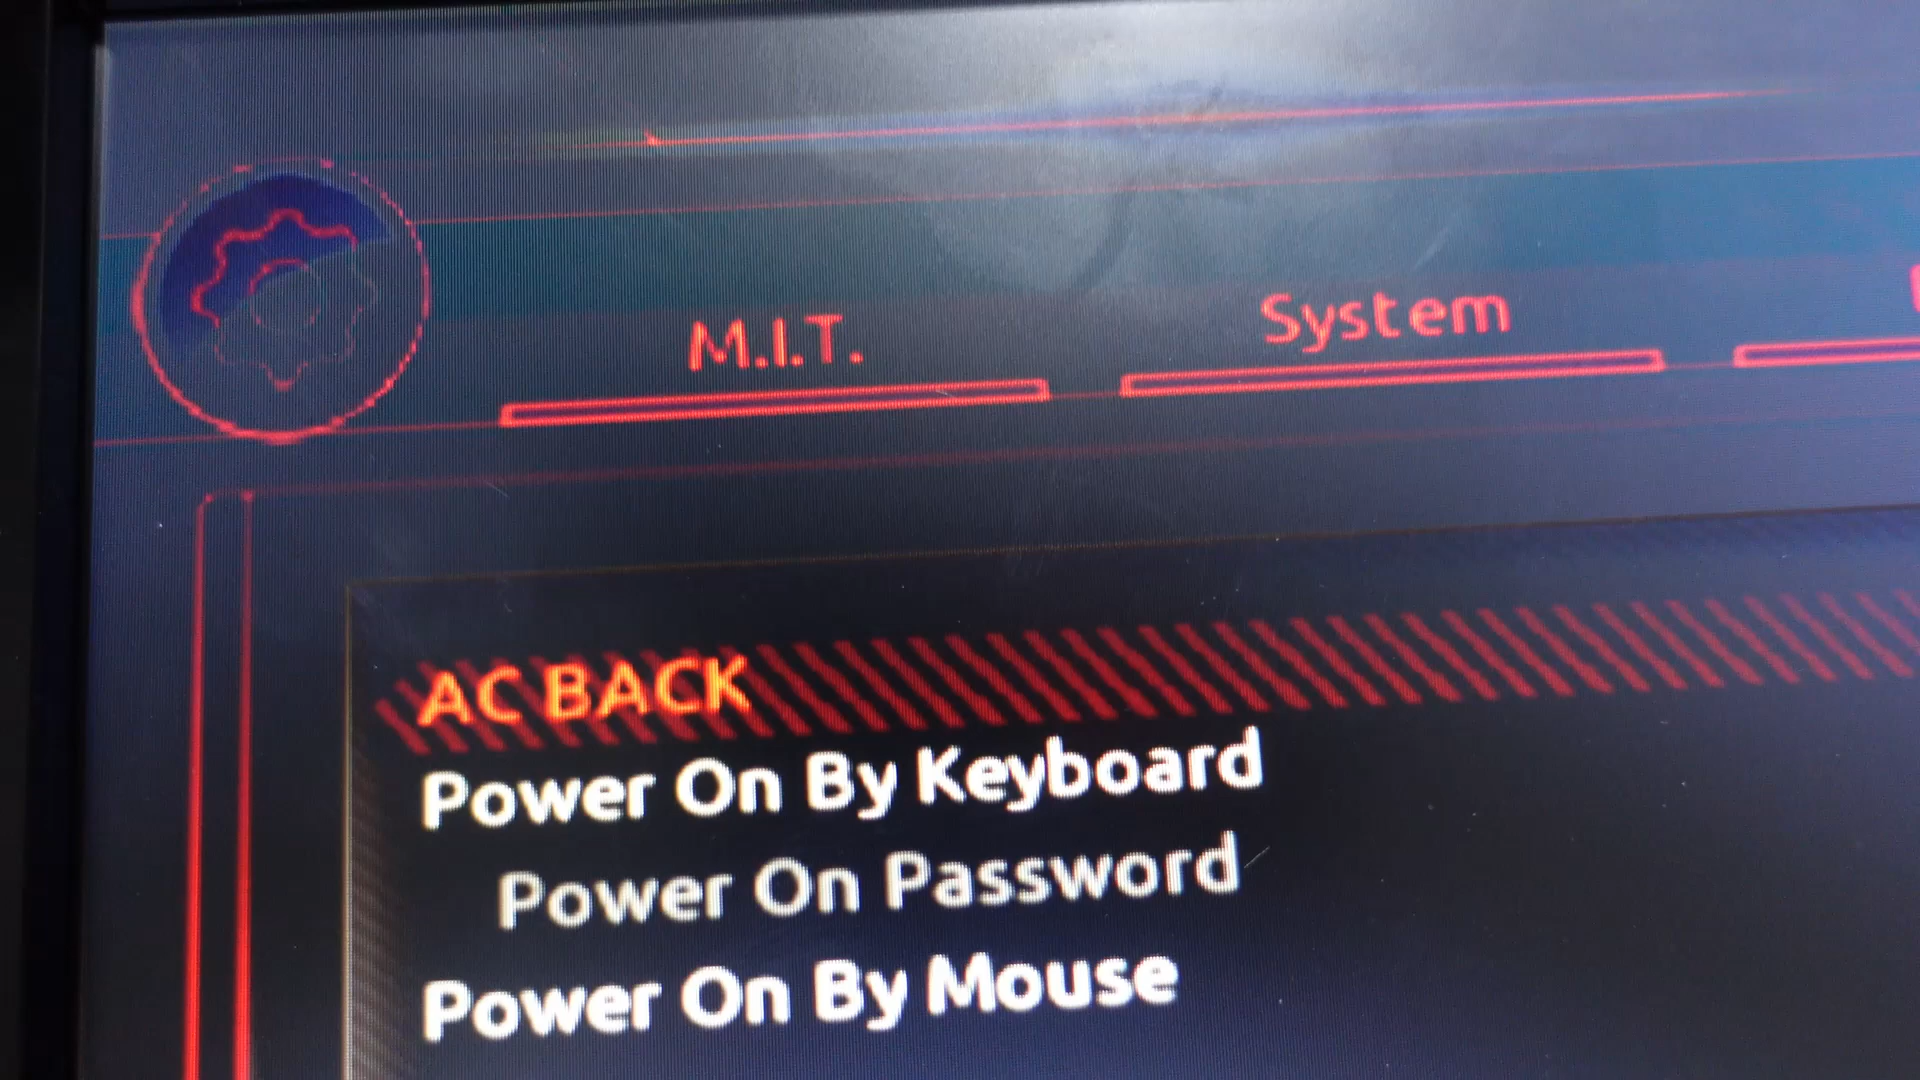 M.I.T.
System
AC BACK
Power On By Keyboard
Power On Password
Power On By Mouse